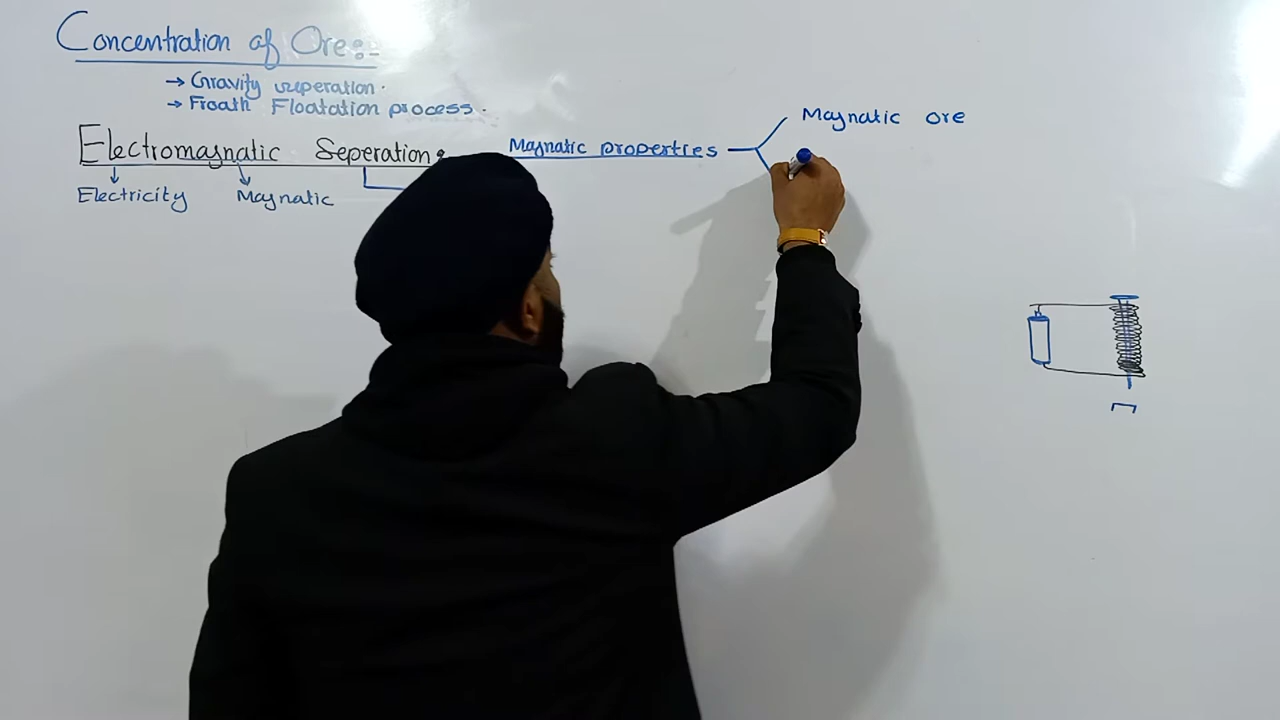 Concentration of Ore:-
→ Gravity seperation.
→ Froath Floatation process.
Electromagnatic Seperation:
Electricity Magnatic
Magnatic properties
Magnatic ore